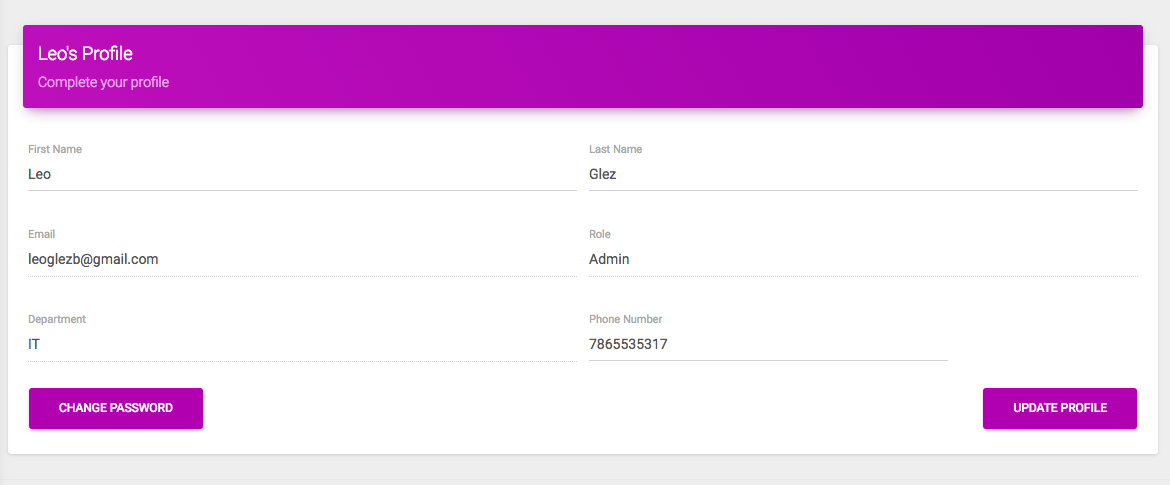 Leo's Profile
Complete your profile
First Name
Last Name
Leo
Glez
Email
Role
leoglezb@gmail.com
Admin
Department
Phone Number
IT
7865535317
CHANGE PASSWORD
UPDATE PROFILE